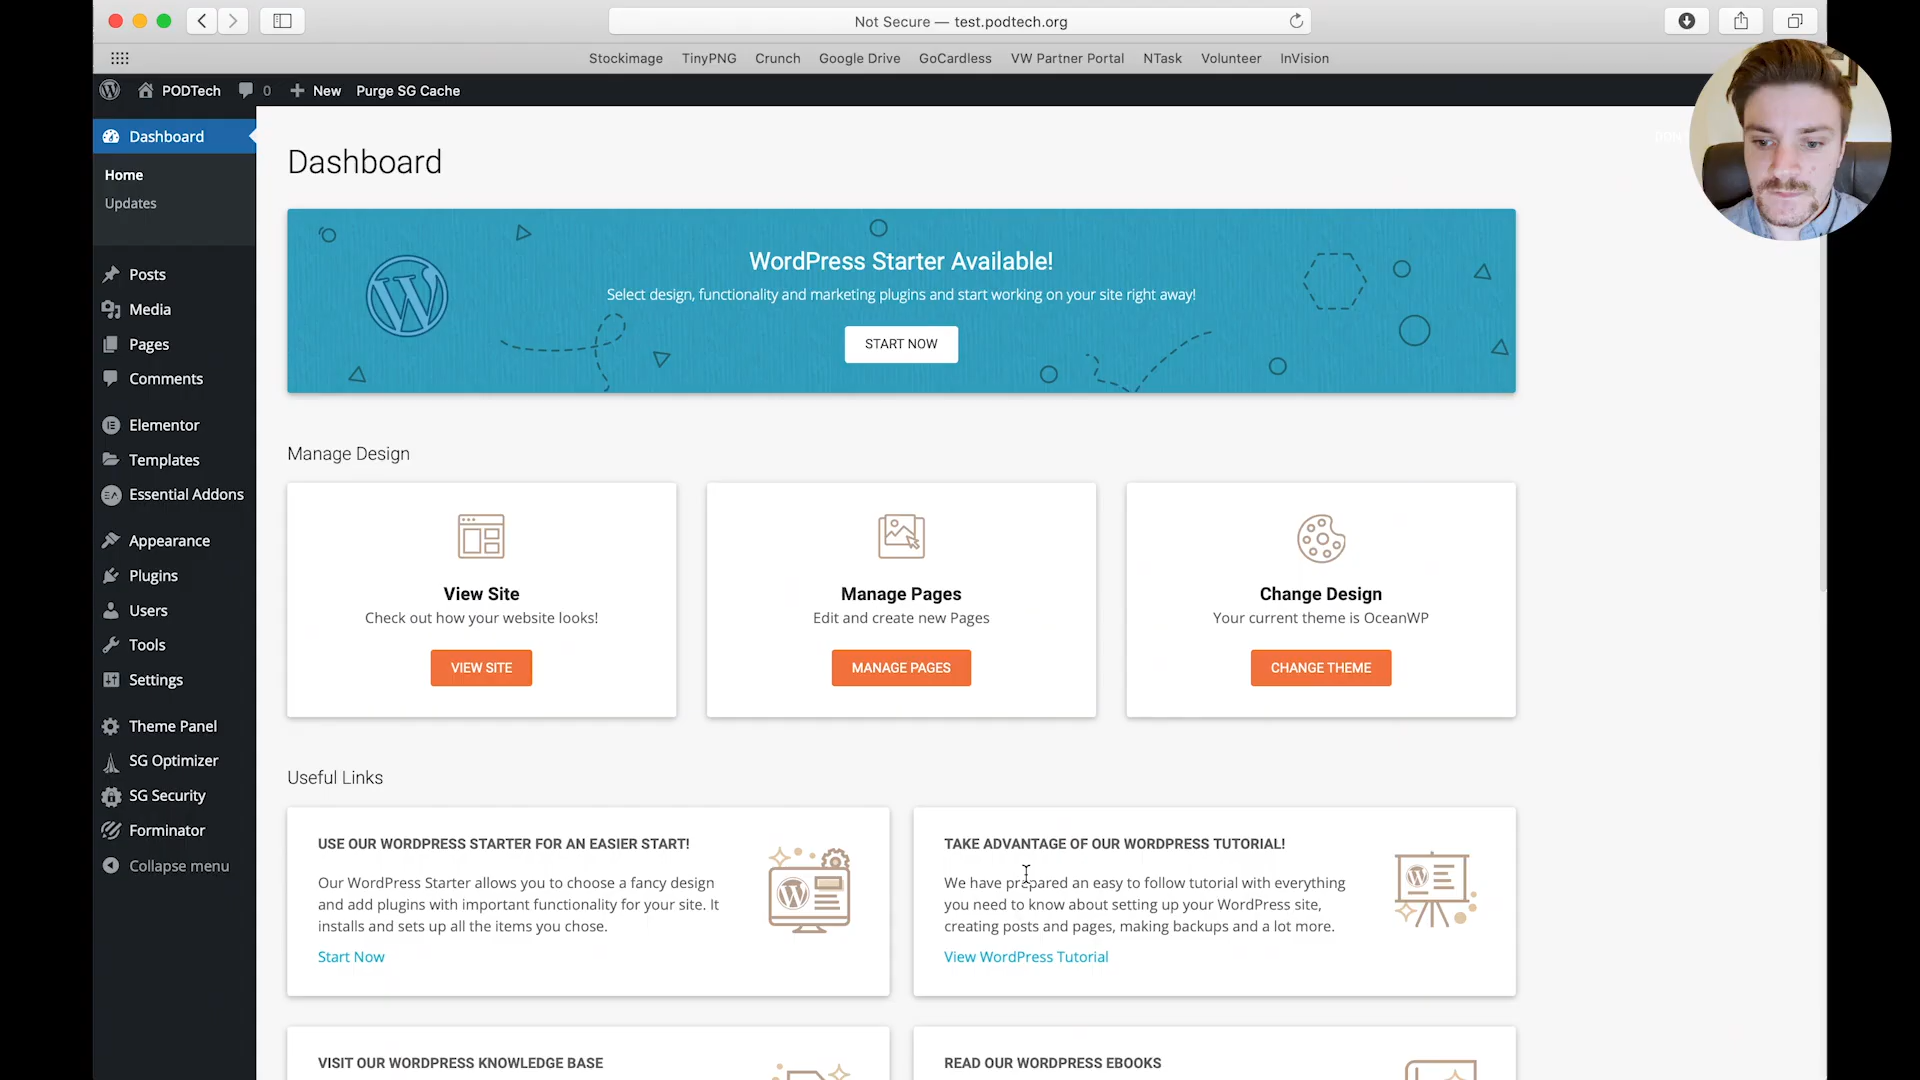 Not Secure — test.podtech.org
Stockimage TinyPNG Crunch Google Drive GoCardless VW Partner Portal NTask Volunteer InVision
PODTech 0 New Purge SG Cache
Dashboard
Home
Updates
Posts
Media
Pages
Comments
Elementor
Templates
Essential Addons
Appearance
Plugins
Users
Tools
Settings
Theme Panel
SG Optimizer
SG Security
Forminator
Collapse menu
Dashboard
WordPress Starter Available!
Select design, functionality and marketing plugins and start working on your site right away!
START NOW
Manage Design
View Site
Check out how your website looks!
VIEW SITE
Manage Pages
Edit and create new Pages
MANAGE PAGES
Change Design
Your current theme is OceanWP
CHANGE THEME
Useful Links
USE OUR WORDPRESS STARTER FOR AN EASIER START!
Our WordPress Starter allows you to choose a fancy design
and add plugins with important functionality for your site. It
installs and sets up all the items you chose.
Start Now
TAKE ADVANTAGE OF OUR WORDPRESS TUTORIAL!
We have prepared an easy to follow tutorial with everything
you need to know about setting up your WordPress site,
creating posts and pages, making backups and a lot more.
View WordPress Tutorial
VISIT OUR WORDPRESS KNOWLEDGE BASE
READ OUR WORDPRESS EBOOKS